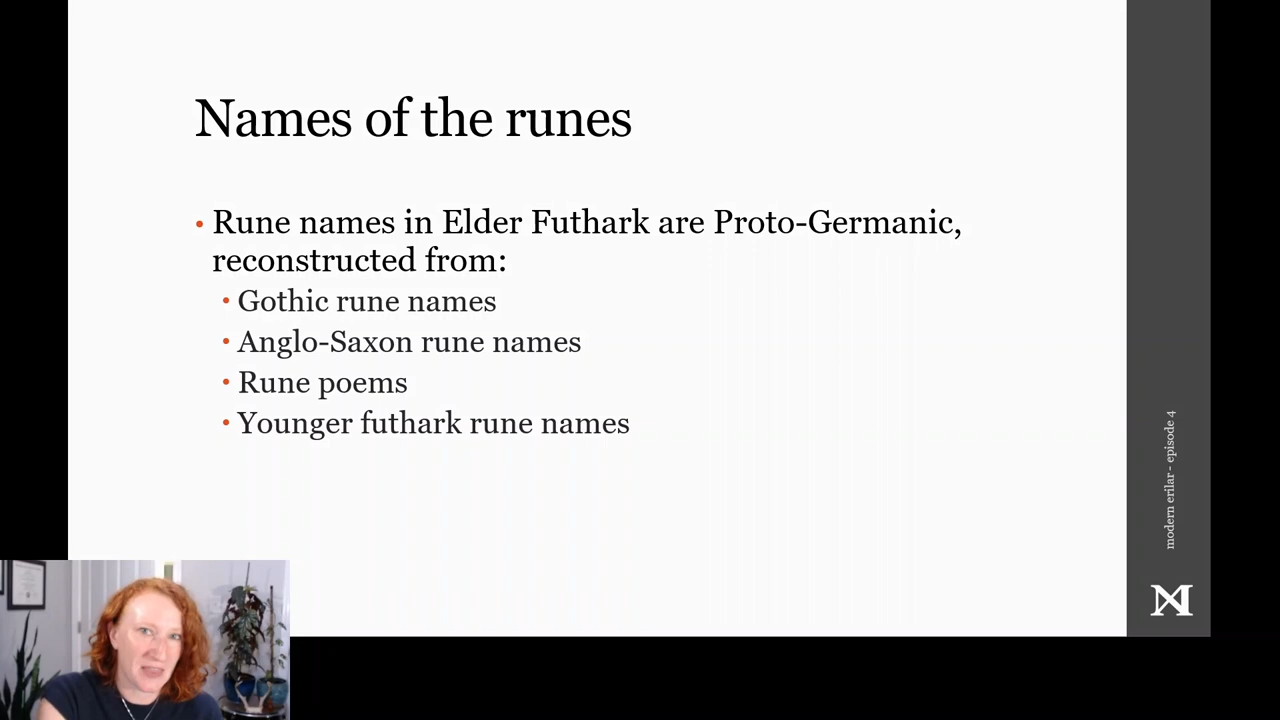 Names of the runes
Rune names in Elder Futhark are Proto-Germanic,
reconstructed from:
Gothic rune names
Anglo-Saxon rune names
Rune poems
Younger futhark rune names
modern erilar - episode 4